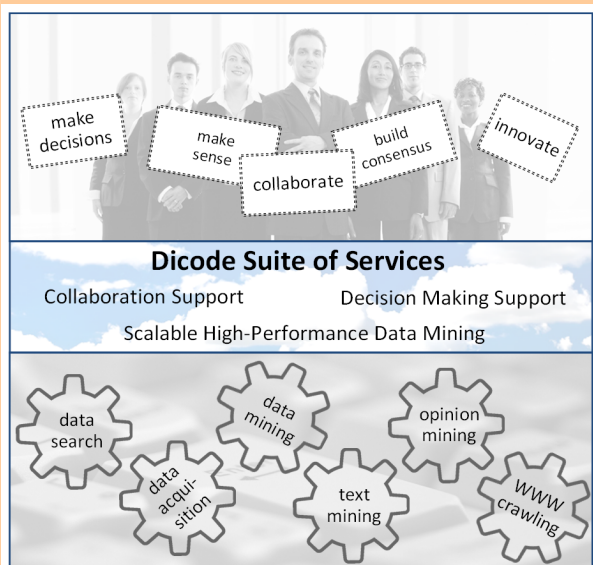 make
decisions
make
sense
collaborate
build
consensus
innovate
Dicode Suite of Services
Collaboration Support
Decision Making Support
Scalable High-Performance Data Mining
data
search
data
acqui-
sition
data
mining
text
mining
opinion
mining
WWW
crawling